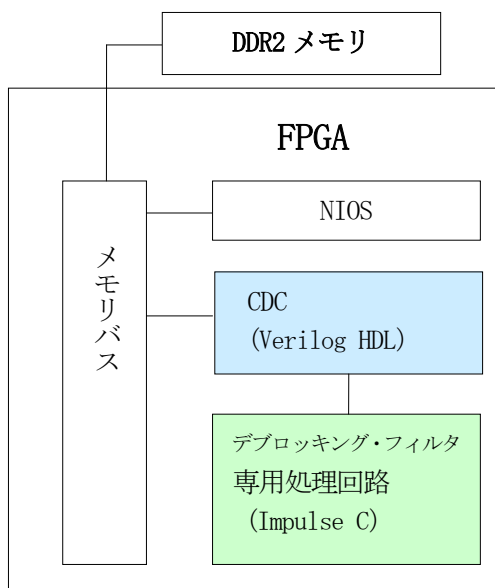 DDR2 メモリ
FPGA
メモリバス
NIOS
CDC
(Verilog HDL)
デブロッキング・フィルタ
専用処理回路
(Impulse C)